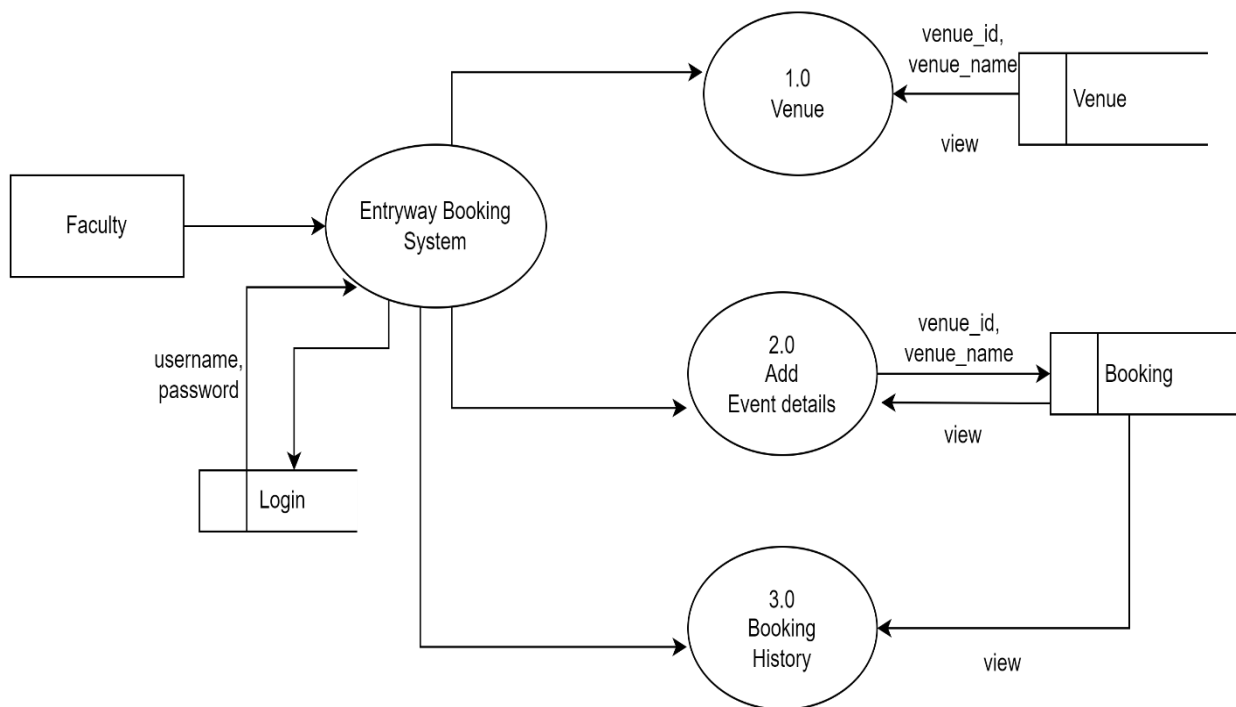 venue_id,
venue_name
1.0
Venue
Venue
view
Faculty
Entryway Booking
System
username,
password
2.0
Add
Event details
venue_id,
venue_name
Booking
view
Login
3.0
Booking
History
view